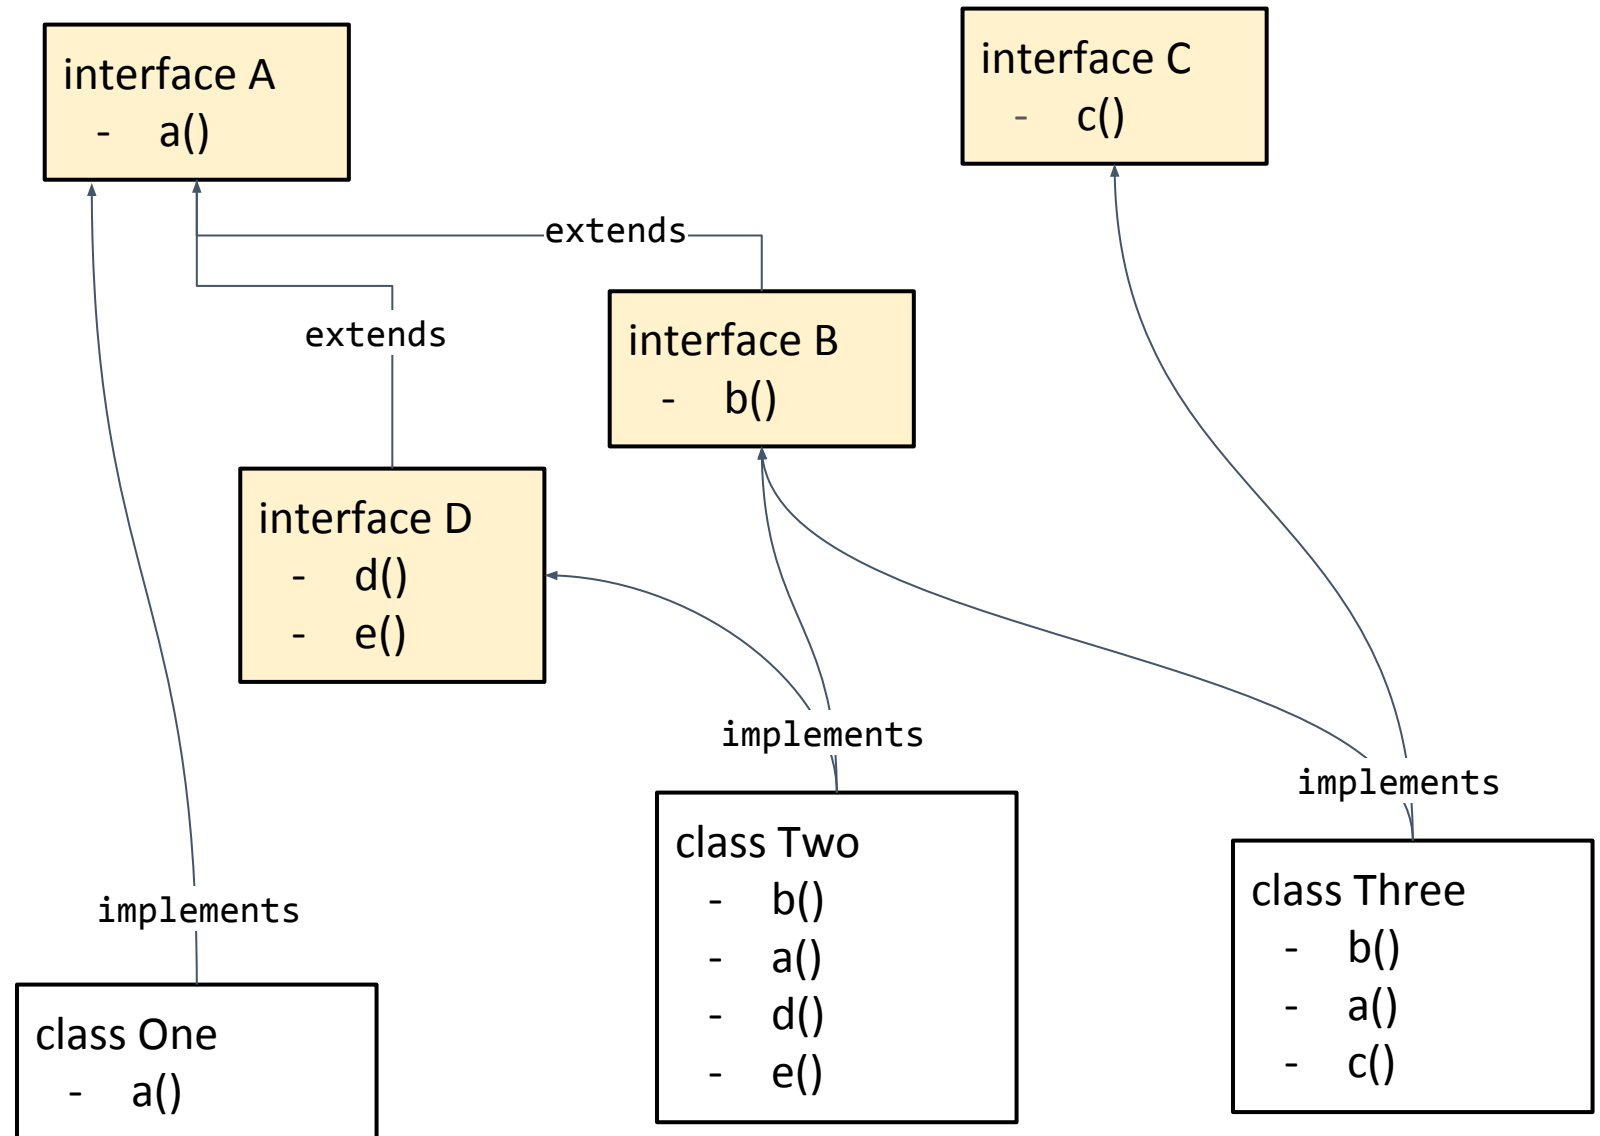 interface A
- a()
interface C
- c()
extends
extends
interface B
- b()
interface D
- d()
- e()
implements
implements
implements
class Two
- b()
- a()
- d()
- e()
class Three
- b()
- a()
- c()
class One
- a()